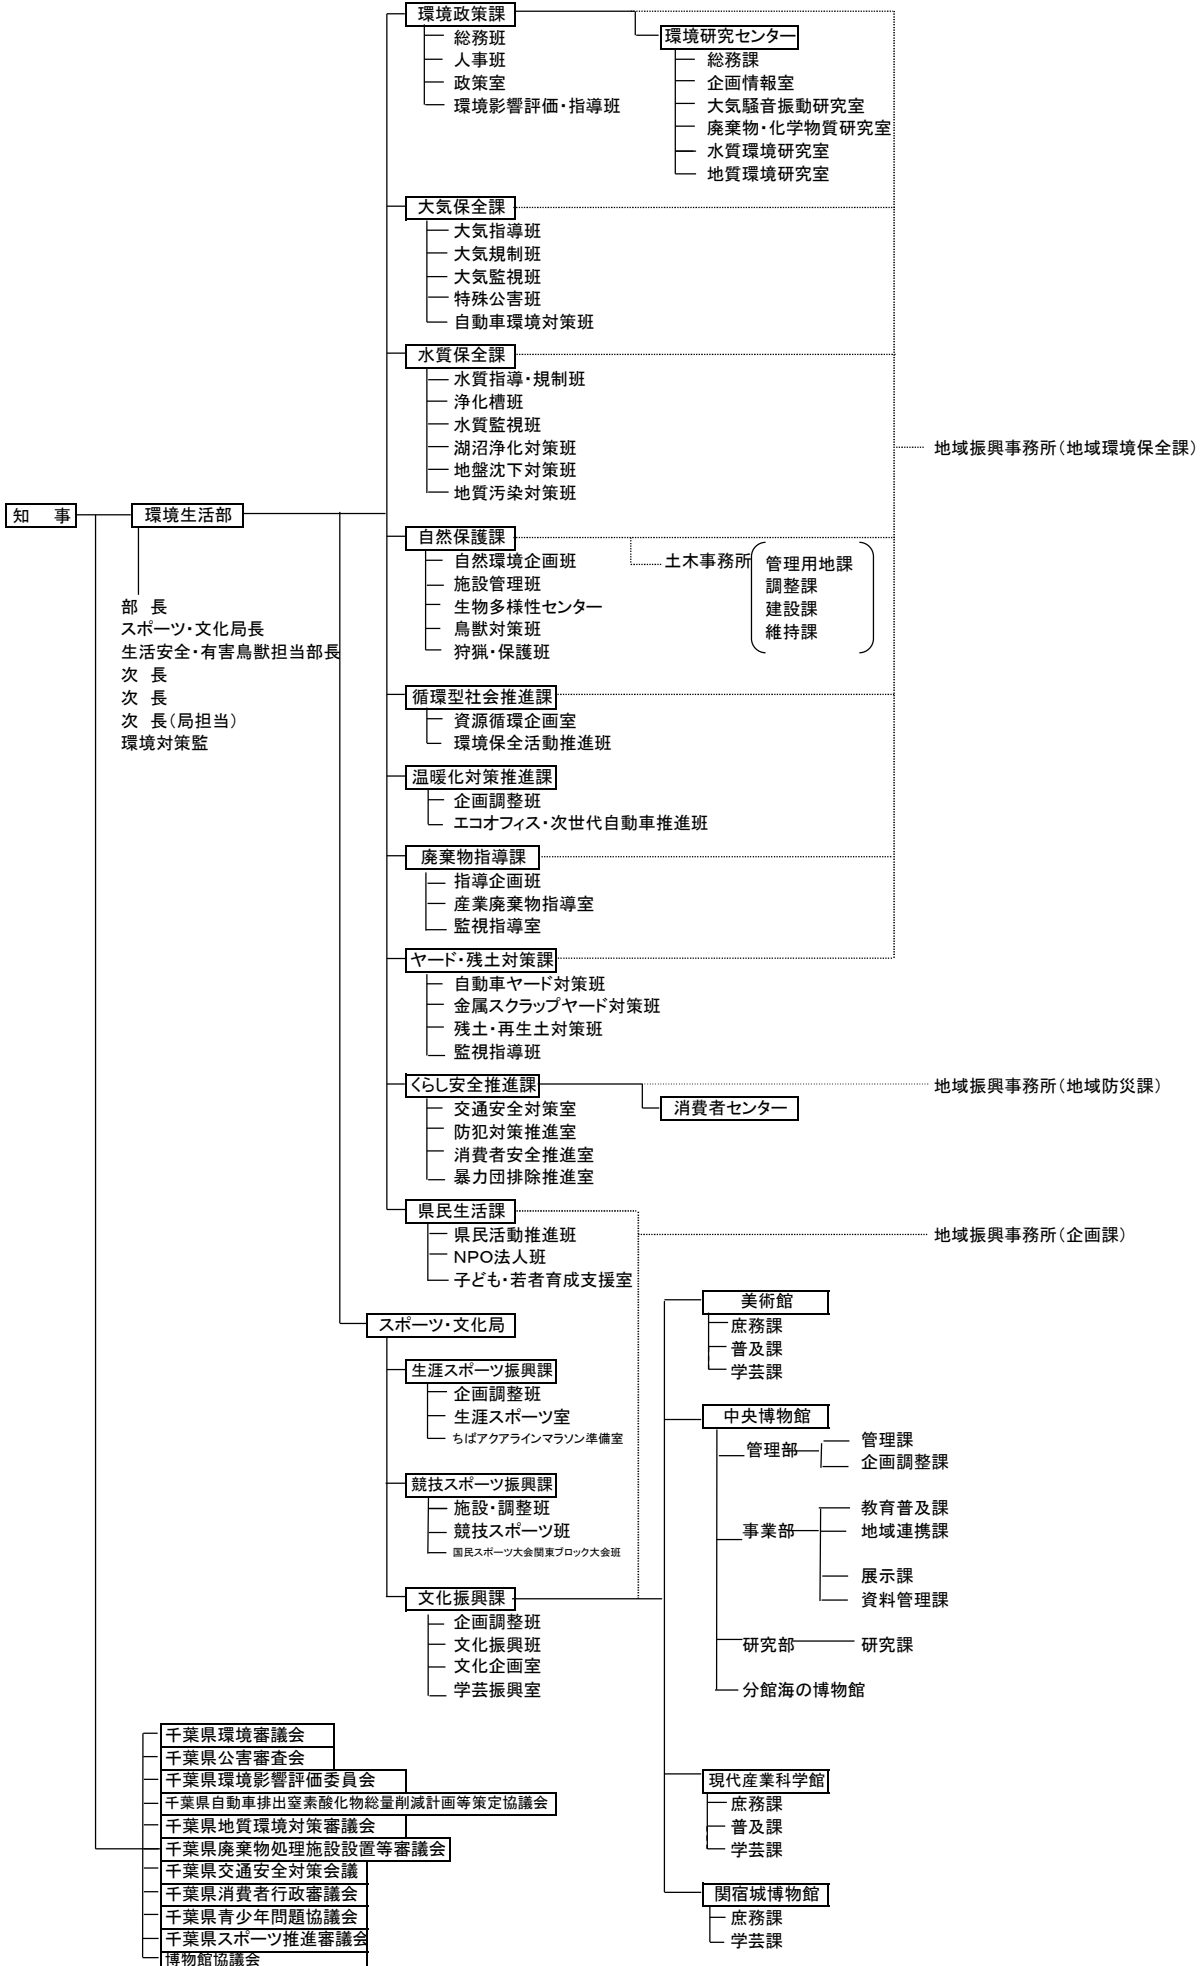 環境政策課
総務班
人事班
政策室
環境影響評価・指導班
環境研究センター
総務課
企画情報室
大気騒音振動研究室
廃棄物・化学物質研究室
水質環境研究室
地質環境研究室
大気保全課
大気指導班
大気規制班
大気監視班
特殊公害班
自動車環境対策班
水質保全課
水質指導・規制班
浄化槽班
水質監視班
湖沼浄化対策班
地盤沈下対策班
地質汚染対策班
地域振興事務所(地域環境保全課)
知 事
環境生活部
部 長
スポーツ・文化局長
生活安全・有害鳥獣担当部長
次 長
次 長
次 長(局担当)
環境対策監
自然保護課
自然環境企画班
施設管理班
生物多様性センター
鳥獣対策班
狩猟・保護班
土木事務所
管理用地課
調整課
建設課
維持課
循環型社会推進課
資源循環企画室
環境保全活動推進班
温暖化対策推進課
企画調整班
エコオフィス・次世代自動車推進班
廃棄物指導課
指導企画班
産業廃棄物指導室
監視指導室
ヤード・残土対策課
自動車ヤード対策班
金属スクラップヤード対策班
残土・再生土対策班
監視指導班
くらし安全推進課
交通安全対策室
防犯対策推進室
消費者安全推進室
暴力団排除推進室
消費者センター
地域振興事務所(地域防災課)
県民生活課
県民活動推進班
NPO法人班
子ども・若者育成支援室
地域振興事務所(企画課)
スポーツ・文化局
生涯スポーツ振興課
企画調整班
生涯スポーツ室
ちばアクアラインマラソン準備室
競技スポーツ振興課
施設・調整班
競技スポーツ班
国民スポーツ大会関東ブロック大会班
文化振興課
企画調整班
文化振興班
文化企画室
学芸振興室
美術館
庶務課
普及課
学芸課
中央博物館
管理部
管理課
企画調整課
事業部
教育普及課
地域連携課
展示課
資料管理課
研究部
研究課
分館海の博物館
現代産業科学館
庶務課
普及課
学芸課
関宿城博物館
庶務課
学芸課
千葉県環境審議会
千葉県公害審査会
千葉県環境影響評価委員会
千葉県自動車排出窒素酸化物総量削減計画等策定協議会
千葉県地質環境対策審議会
千葉県廃棄物処理施設設置等審議会
千葉県交通安全対策会議
千葉県消費者行政審議会
千葉県青少年問題協議会
千葉県スポーツ推進審議会
博物館協議会